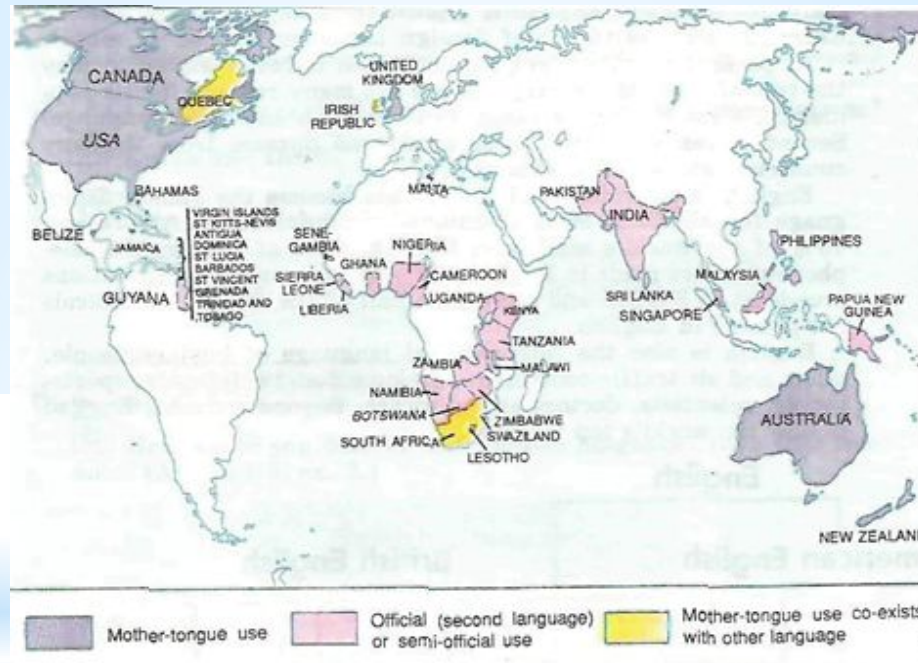 CANADA
QUEBEC
USA
UNITED
KINGDOM
IRISH
REPUBLIC
BAHAMAS
BELIZE
JAMAICA
VIRGIN ISLANDS
ST KITTS-NEVIS
ANTIGUA
DOMINICA
ST LUCIA
BARBADOS
ST VINCENT
GRENADA
TRINIDAD AND
TOBAGO
GUYANA
MALTA
SENE-
GAMBIA
SIERRA
LEONE
LIBERIA
GHANA
NIGERIA
CAMEROON
UGANDA
KENYA
TANZANIA
MALAWI
ZAMBIA
NAMIBIA
BOTSWANA
ZIMBABWE
SWAZILAND
SOUTH AFRICA
LESOTHO
PAKISTAN
INDIA
SRI LANKA
PHILIPPINES
MALAYSIA
SINGAPORE
PAPUA NEW
GUINEA
AUSTRALIA
NEW ZEALAND
Mother-tongue use
Official (second language)
or semi-official use
Mother-tongue use co-exists
with other language